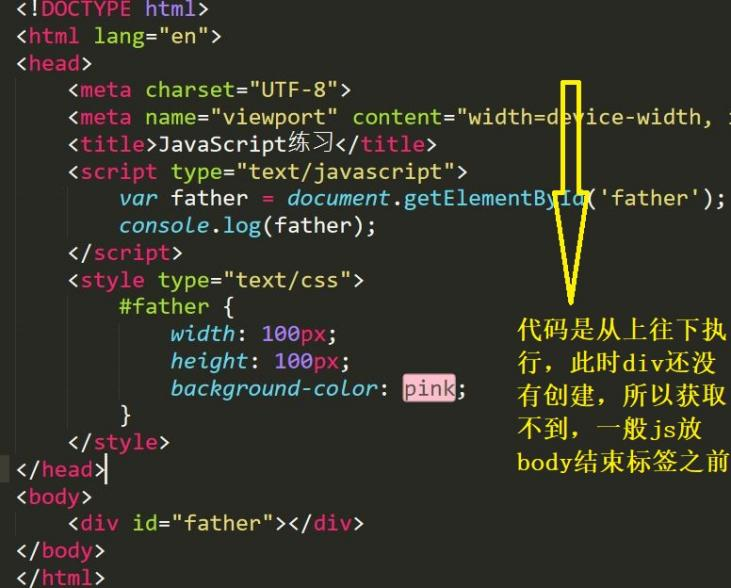 <!DOCTYPE html>
<html lang="en">
<head>
<meta charset="UTF-8">
<meta name="viewport" content="width=device-width,
<title>JavaScript练习</title>
<script type="text/javascript">
var father = document.getElementById('father');
console.log(father);
</script>
<style type="text/css">
#father {
width: 100px;
height: 100px;
background-color: pink;
}
</style>
</head>
<body>
<div id="father"></div>
</body>
</html>
代码是从上往下执
行，此时div还没
有创建，所以获取
不到，一般js放
body结束标签之前